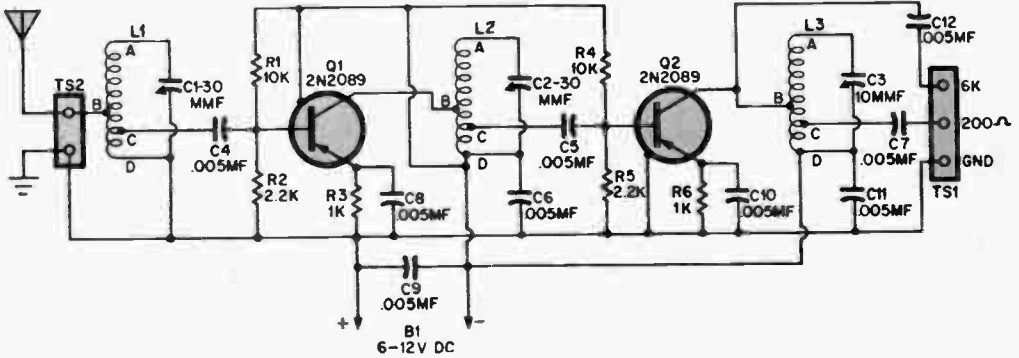 L1
A
B
C
D
TS2
C1-30
MMF
C4
.005MF
R1
10K
R2
2.2K
Q1
2N2089
R3
1K
C8
.005MF
C9
.005MF
+
-
B1
6-12V DC
L2
A
B
C
D
C2-30
MMF
C5
.005MF
C6
.005MF
R4
10K
R5
2.2K
Q2
2N2089
R6
1K
C10
.005MF
L3
A
B
C
D
C3
10MMF
C7
.005MF
C11
.005MF
C12
.005MF
6K
200Ω
GND
TS1